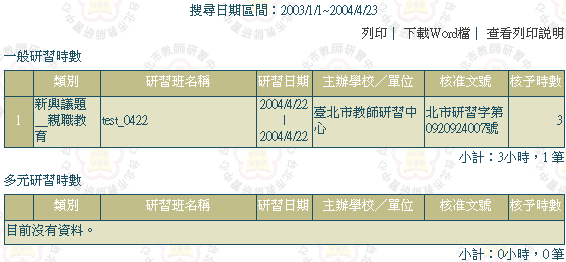 搜尋日期區間：2003/1/1~2004/4/23
列印｜ 下載Word檔｜ 查看列印說明
一般研習時數
類別 研習班名稱 研習日期 主辦學校／單位 核准文號 核予時數
1 新興議題__親職教育 test_0422 2004/4/22 | 2004/4/22 臺北市教師研習中心 北市研習字第0920924007號 3
小計：3小時，1 筆
多元研習時數
類別 研習班名稱 研習日期 主辦學校／單位 核准文號 核予時數
目前沒有資料。
小計：0小時，0 筆